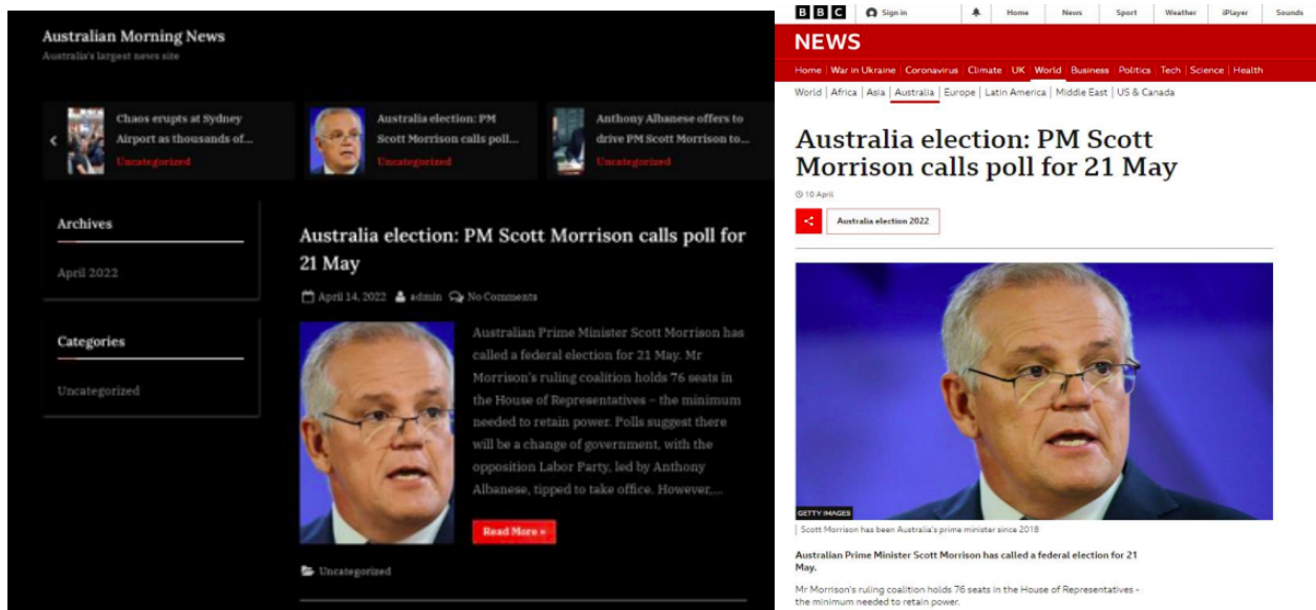 Australian Morning News
Australia's largest news site
Chaos erupts at Sydney
Airport as thousands of...
Uncategorized
Australia election: PM
Scott Morrison calls poll...
Uncategorized
Anthony Albanese offers to
drive PM Scott Morrison to...
Uncategorized
Archives
April 2022
Categories
Uncategorized
Australia election: PM Scott Morrison calls poll for
21 May
April 14, 2022 admin No Comments
Australian Prime Minister Scott Morrison has
called a federal election for 21 May. Mr
Morrison's ruling coalition holds 76 seats in
the House of Representatives – the minimum
needed to retain power. Polls suggest there
will be a change of government, with the
opposition Labor Party, led by Anthony
Albanese, tipped to take office. However,...
Read More »
Uncategorized
BBC Sign in Home News Sport Weather iPlayer Sounds
NEWS
Home | War in Ukraine | Coronavirus | Climate | UK | World | Business | Politics | Tech | Science | Health
World | Africa | Asia | Australia | Europe | Latin America | Middle East | US & Canada
Australia election: PM Scott
Morrison calls poll for 21 May
10 April
Australia election 2022
GETTY IMAGES
Scott Morrison has been Australia's prime minister since 2018
Australian Prime Minister Scott Morrison has called a federal election for 21
May.
Mr Morrison's ruling coalition holds 76 seats in the House of Representatives -
the minimum needed to retain power.